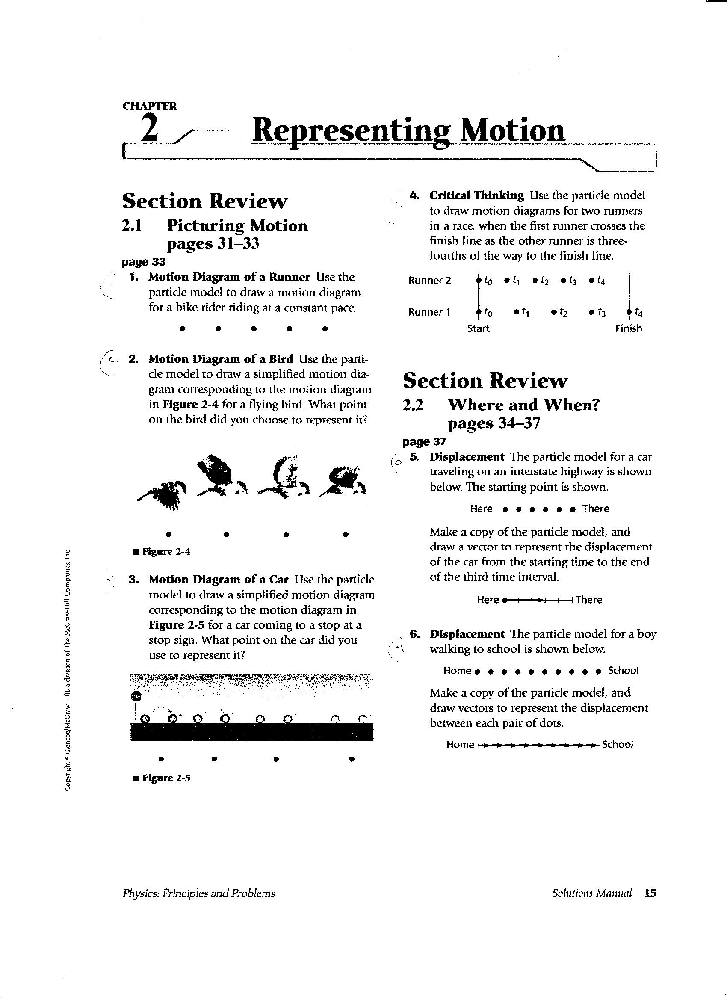 CHAPTER
2 Representing Motion
Section Review
2.1 Picturing Motion
pages 31–33
page 33
1. Motion Diagram of a Runner Use the
particle model to draw a motion diagram
for a bike rider riding at a constant pace.
2. Motion Diagram of a Bird Use the parti-
cle model to draw a simplified motion dia-
gram corresponding to the motion diagram
in Figure 2-4 for a flying bird. What point
on the bird did you choose to represent it?
■ Figure 2-4
3. Motion Diagram of a Car Use the particle
model to draw a simplified motion diagram
corresponding to the motion diagram in
Figure 2-5 for a car coming to a stop at a
stop sign. What point on the car did you
use to represent it?
■ Figure 2-5
4. Critical Thinking Use the particle model
to draw motion diagrams for two runners
in a race, when the first runner crosses the
finish line as the other runner is three-
fourths of the way to the finish line.
Runner 2 t0 t1 t2 t3 t4
Runner 1 t0 t1 t2 t3 t4
Start Finish
Section Review
2.2 Where and When?
pages 34–37
page 37
5. Displacement The particle model for a car
traveling on an interstate highway is shown
below. The starting point is shown.
Here There
Make a copy of the particle model, and
draw a vector to represent the displacement
of the car from the starting time to the end
of the third time interval.
Here There
6. Displacement The particle model for a boy
walking to school is shown below.
Home School
Make a copy of the particle model, and
draw vectors to represent the displacement
between each pair of dots.
Home School
Copyright © Glencoe/McGraw-Hill, a division of The McGraw-Hill Companies, Inc.
Physics: Principles and Problems
Solutions Manual 15